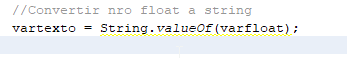 //Convertir nro float a string
vartexto = String.valueOf(varfloat);